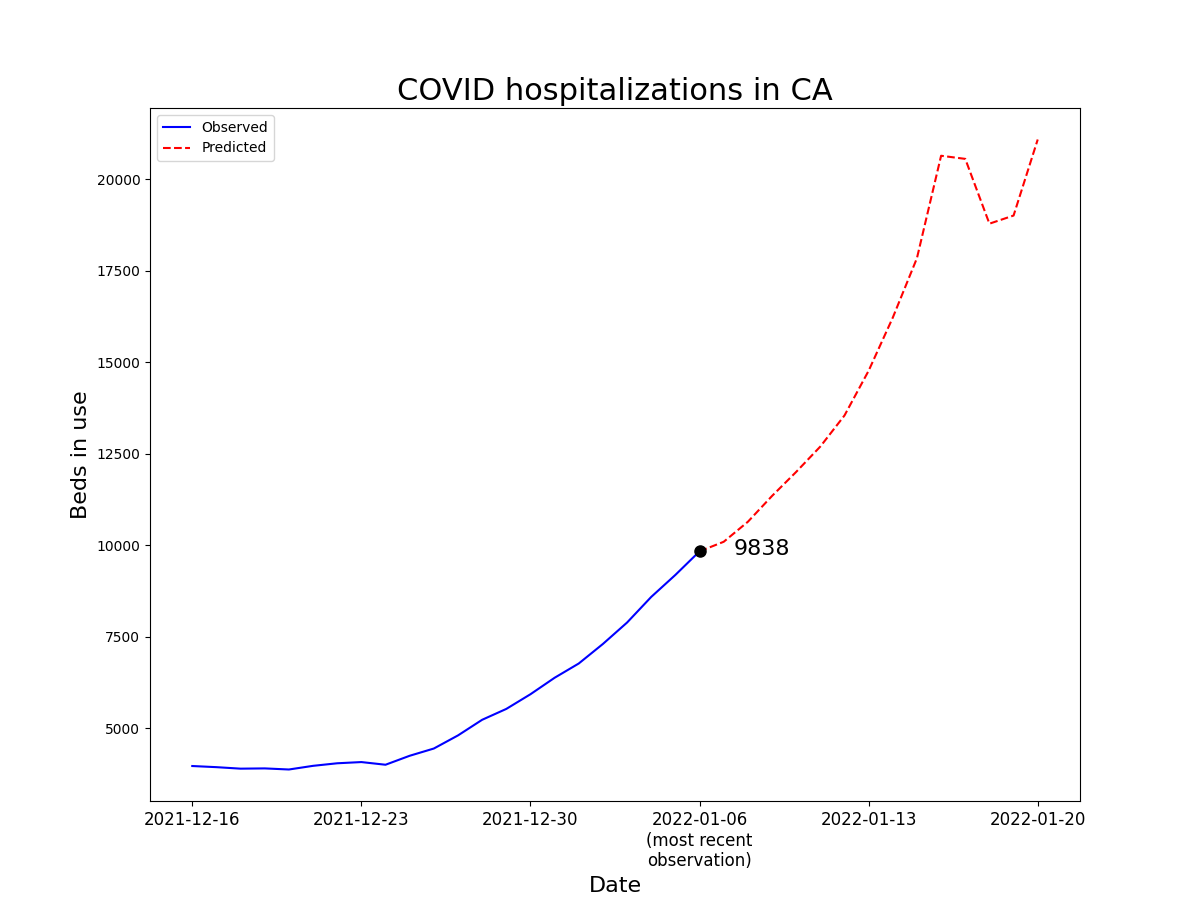 COVID hospitalizations in CA
Observed
Predicted
20000
17500
15000
12500
10000
7500
5000
Beds in use
9838
2021-12-16 2021-12-23 2021-12-30 2022-01-06 2022-01-13 2022-01-20
(most recent
observation)
Date